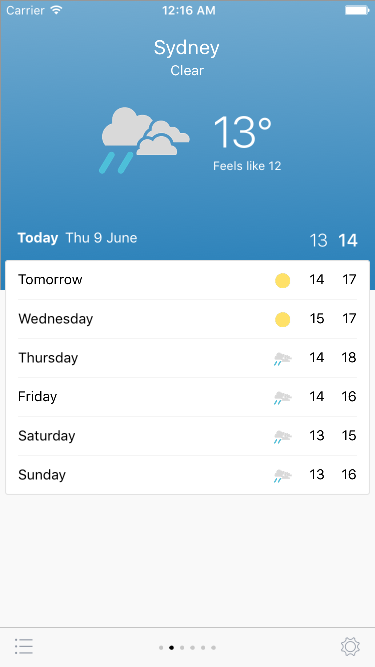 Carrier 12:16 AM
Sydney
Clear
13°
Feels like 12
Today Thu 9 June 13 14
Tomorrow 14 17
Wednesday 15 17
Thursday 14 18
Friday 14 16
Saturday 13 15
Sunday 13 16